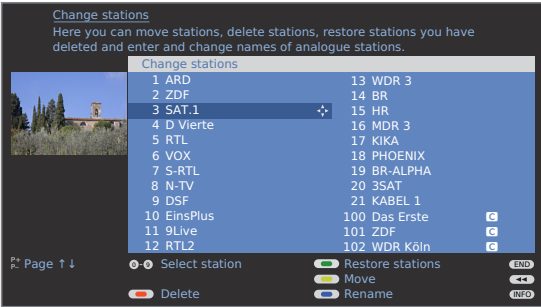 Change stations
Here you can move stations, delete stations, restore stations you have
deleted and enter and change names of analogue stations.
Change stations
1 ARD
2 ZDF
3 SAT.1
4 D Vierte
5 RTL
6 VOX
7 S-RTL
8 N-TV
9 DSF
10 EinsPlus
11 9Live
12 RTL2
13 WDR 3
14 BR
15 HR
16 MDR 3
17 KIKA
18 PHOENIX
19 BR-ALPHA
20 3SAT
21 KABEL 1
100 Das Erste C
101 ZDF C
102 WDR Köln C
P+
P- Page ↑↓
0-9 Select station
Restore stations END
Move ◀◀
Delete
Rename INFO